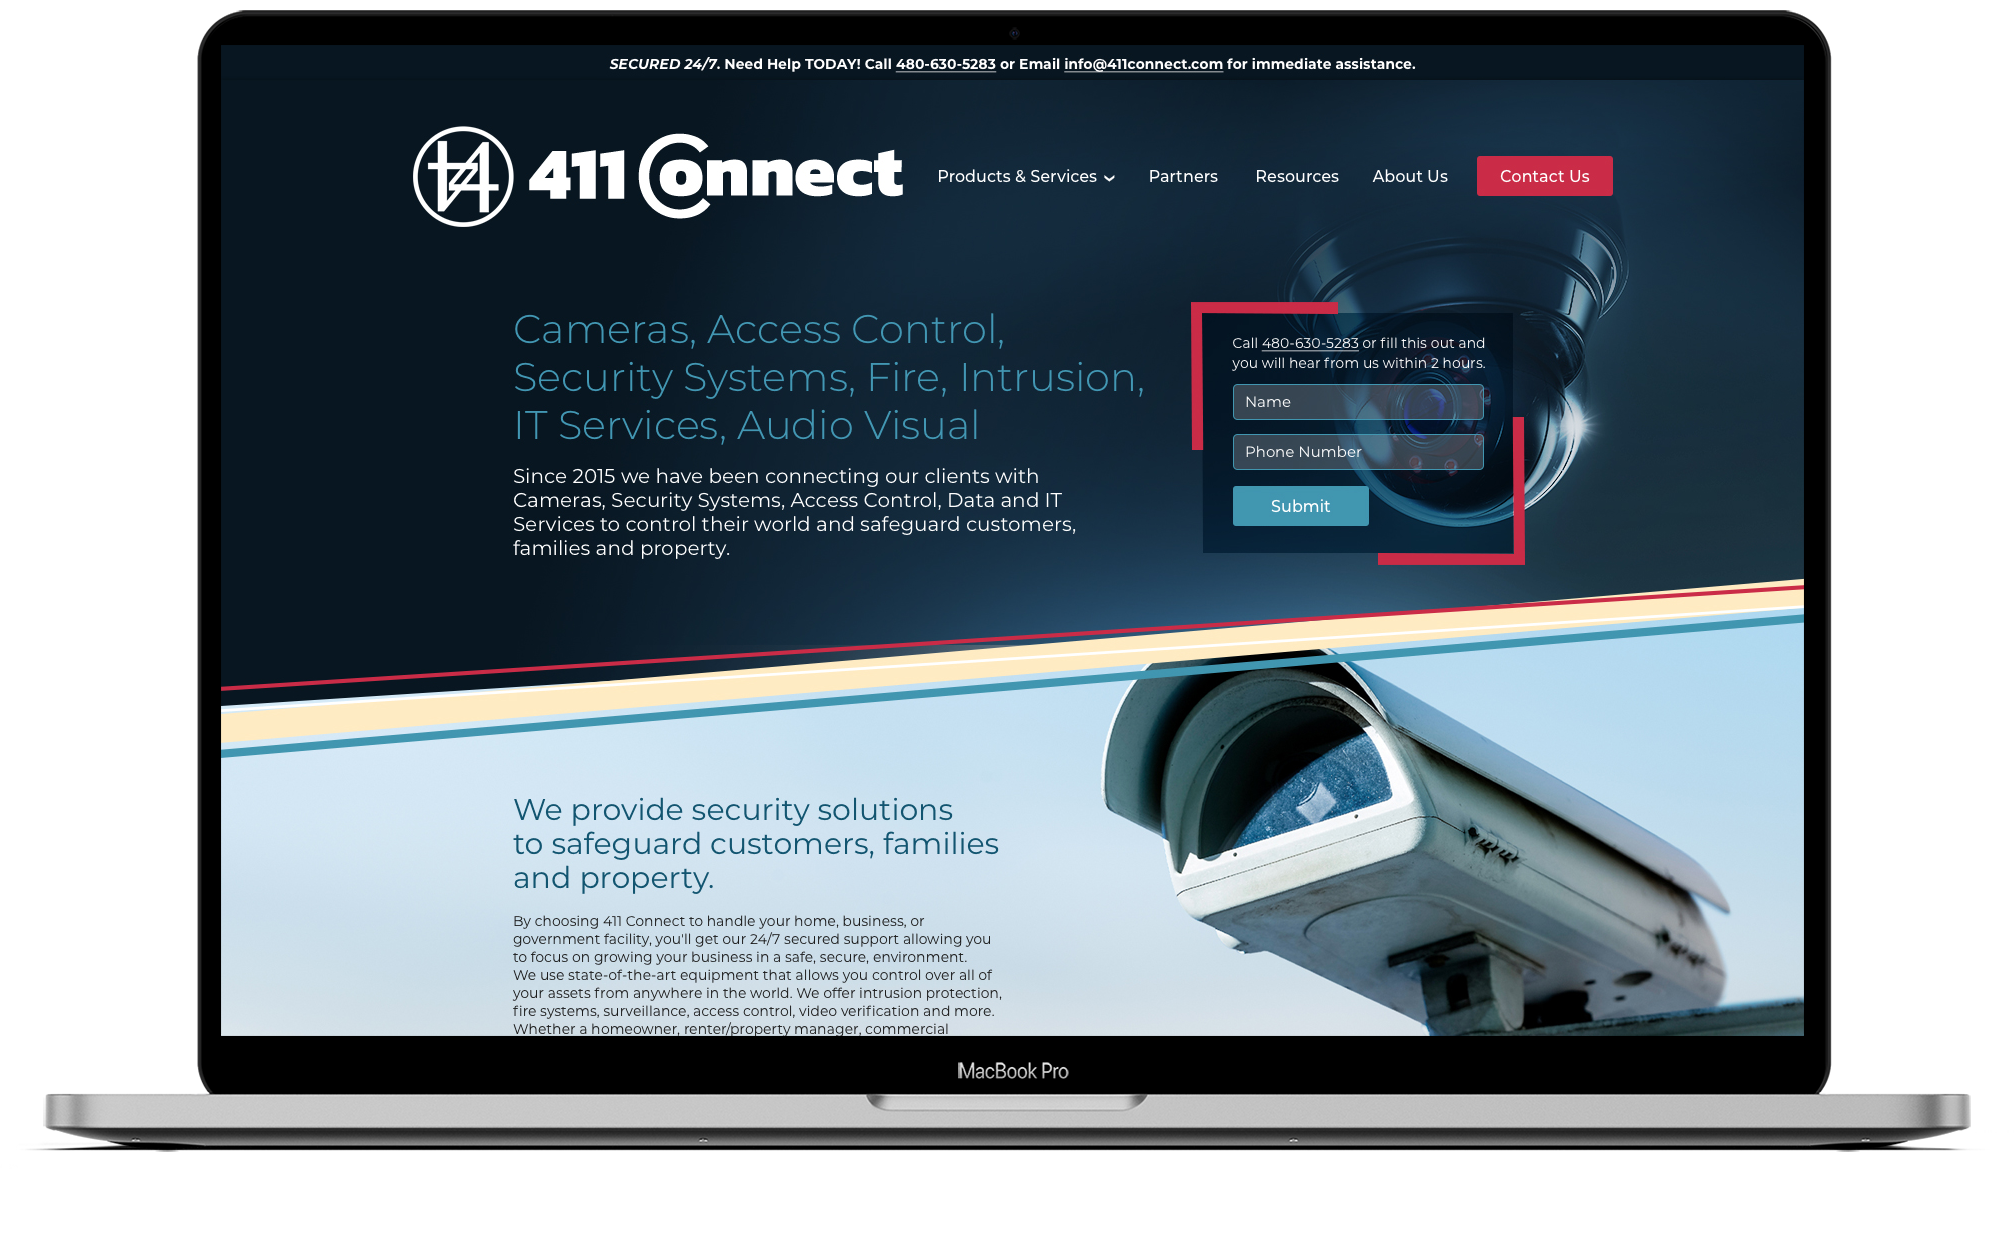 SECURED 24/7. Need Help TODAY! Call 480-630-5283 or Email info@411connect.com for immediate assistance.
411 Connect
Products & Services Partners Resources About Us Contact Us
Cameras, Access Control,
Security Systems, Fire, Intrusion,
IT Services, Audio Visual
Since 2015 we have been connecting our clients with
Cameras, Security Systems, Access Control, Data and IT
Services to control their world and safeguard customers,
families and property.
Call 480-630-5283 or fill this out and
you will hear from us within 2 hours.
Name
Phone Number
Submit
We provide security solutions
to safeguard customers, families
and property.
By choosing 411 Connect to handle your home, business, or
government facility, you'll get our 24/7 secured support allowing you
to focus on growing your business in a safe, secure, environment.
We use state-of-the-art equipment that allows you control over all of
your assets from anywhere in the world. We offer intrusion protection,
fire systems, surveillance, access control, video verification and more.
Whether a homeowner, renter/property manager, commercial
MacBook Pro